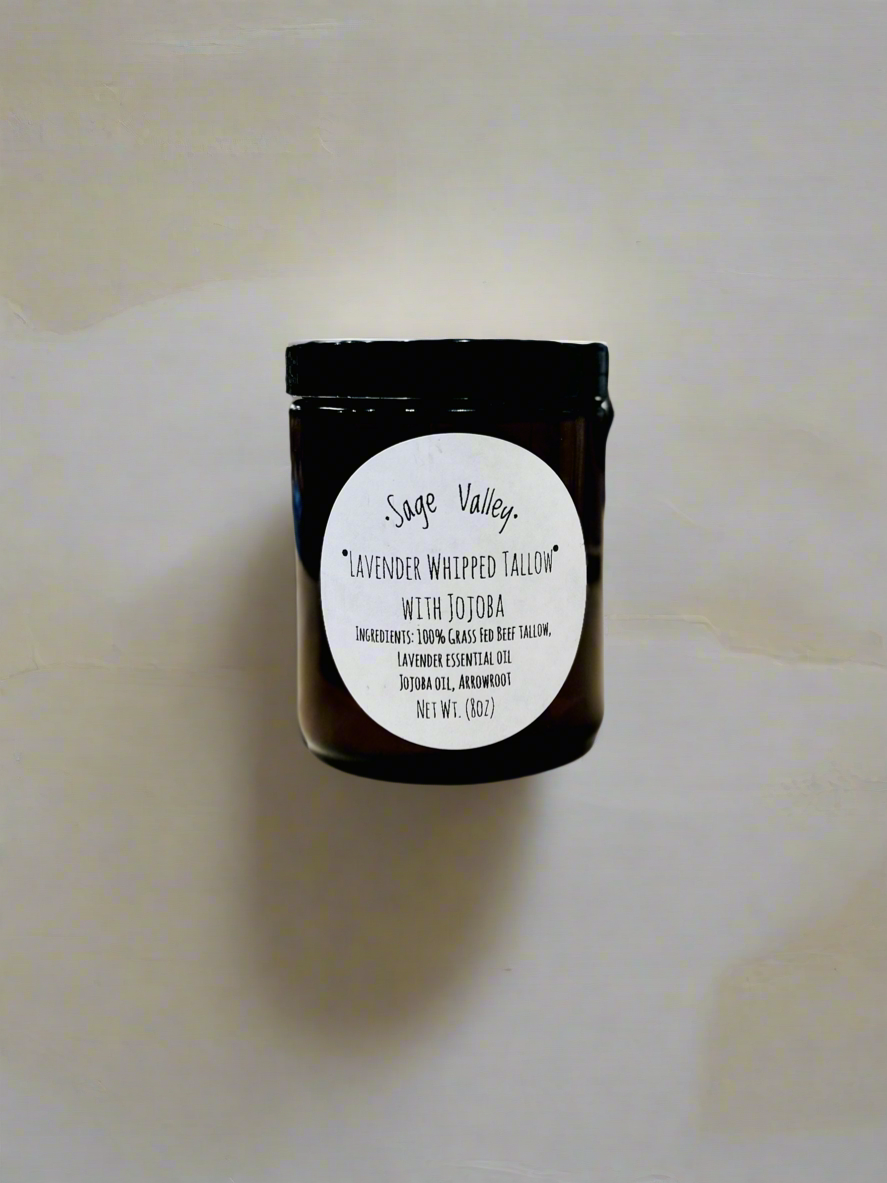 •Sage Valley•
•Lavender Whipped Tallow•
with Jojoba
Ingredients: 100% Grass Fed Beef Tallow,
Lavender essential oil
Jojoba oil, Arrowroot
Net Wt. (8oz)